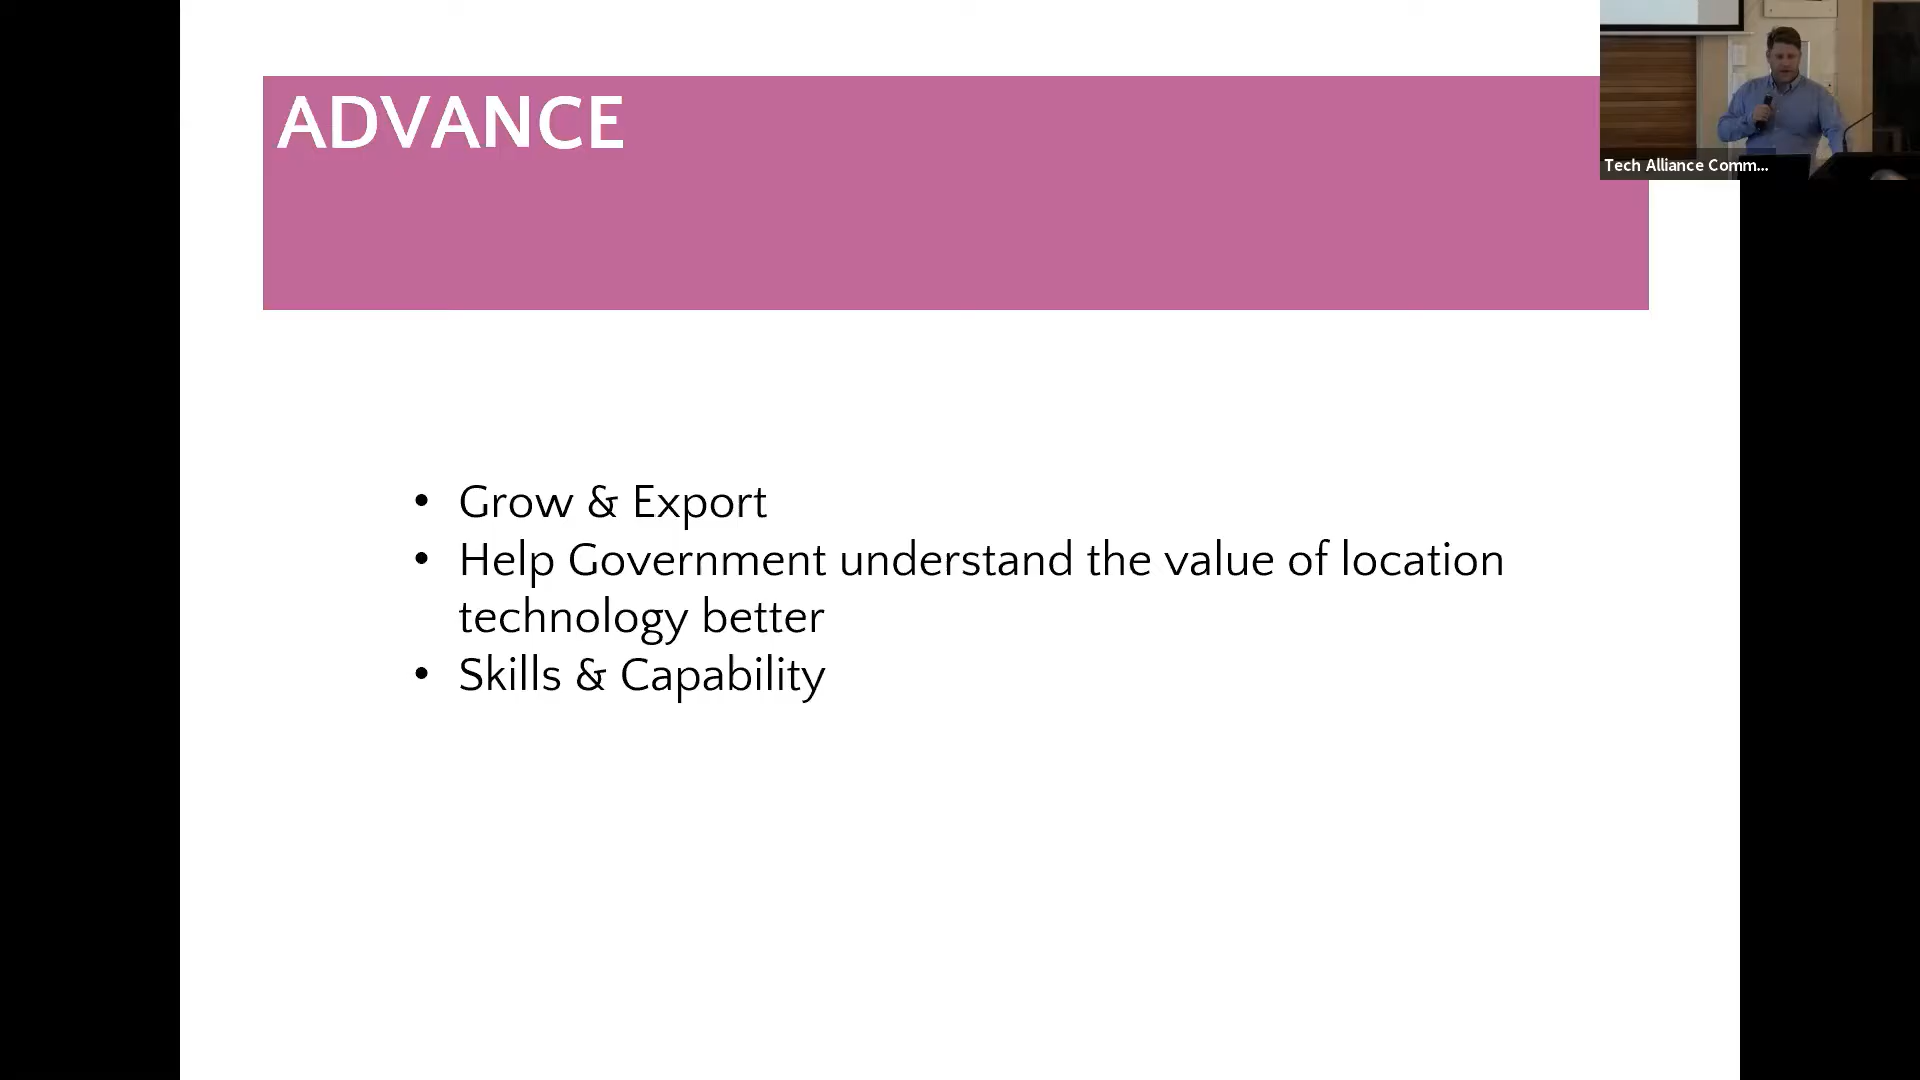 ADVANCE
Tech Alliance Comm...
• Grow & Export
• Help Government understand the value of location
technology better
• Skills & Capability